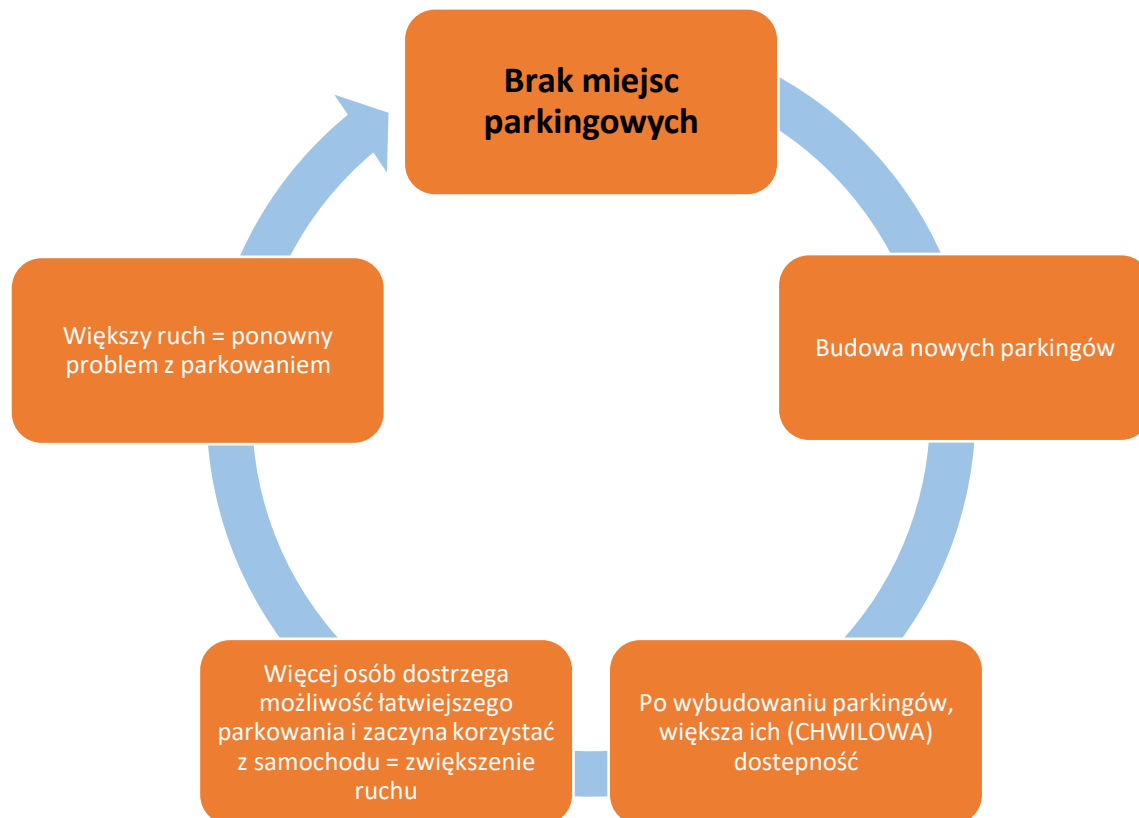 Brak miejsc
parkingowych
Budowa nowych parkingów
Po wybudowaniu parkingów,
większa ich (CHWILOWA)
dostepność
Więcej osób dostrzega
możliwość łatwiejszego
parkowania i zaczyna korzystać
z samochodu = zwiększenie
ruchu
Większy ruch = ponowny
problem z parkowaniem